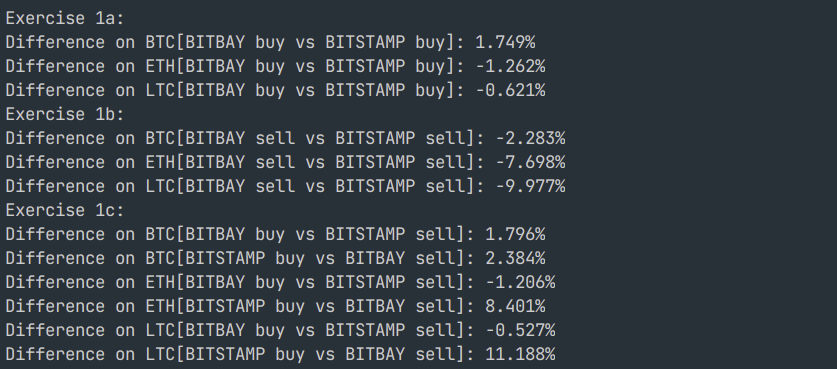 Exercise 1a:
Difference on BTC[BITBAY buy vs BITSTAMP buy]: 1.749%
Difference on ETH[BITBAY buy vs BITSTAMP buy]: -1.262%
Difference on LTC[BITBAY buy vs BITSTAMP buy]: -0.621%
Exercise 1b:
Difference on BTC[BITBAY sell vs BITSTAMP sell]: -2.283%
Difference on ETH[BITBAY sell vs BITSTAMP sell]: -7.698%
Difference on LTC[BITBAY sell vs BITSTAMP sell]: -9.977%
Exercise 1c:
Difference on BTC[BITBAY buy vs BITSTAMP sell]: 1.796%
Difference on BTC[BITSTAMP buy vs BITBAY sell]: 2.384%
Difference on ETH[BITBAY buy vs BITSTAMP sell]: -1.206%
Difference on ETH[BITSTAMP buy vs BITBAY sell]: 8.401%
Difference on LTC[BITBAY buy vs BITSTAMP sell]: -0.527%
Difference on LTC[BITSTAMP buy vs BITBAY sell]: 11.188%